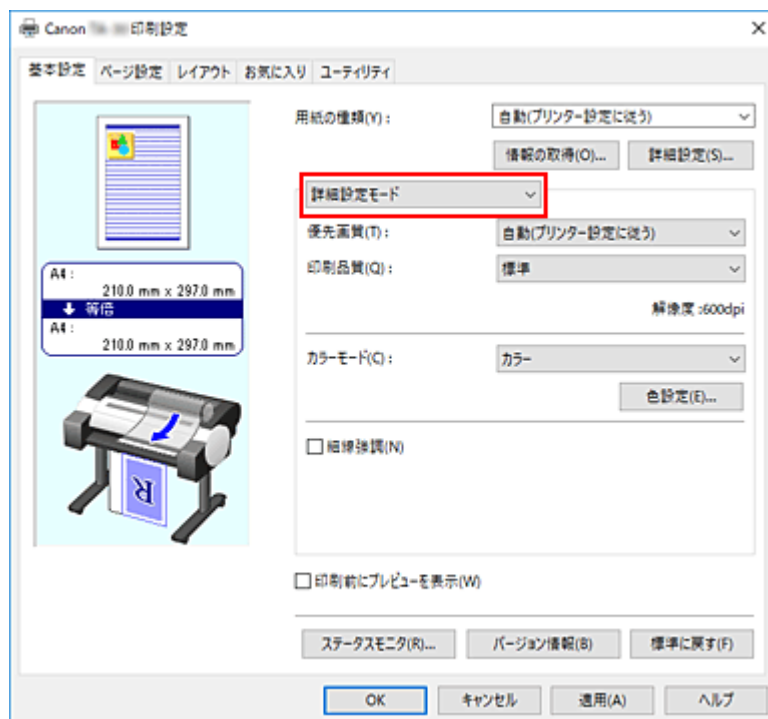 Canon 印刷設定
基本設定 ページ設定 レイアウト お気に入り ユーティリティ
用紙の種類(Y): 自動(プリンター設定に従う)
情報の取得(O)... 詳細設定(S)...
詳細設定モード
優先画質(T): 自動(プリンター設定に従う)
印刷品質(Q): 標準
解像度 :600dpi
カラーモード(C): カラー
色設定(E)...
細線強調(N)
A4 :
210.0 mm x 297.0 mm
等倍
A4 :
210.0 mm x 297.0 mm
R
印刷前にプレビューを表示(W)
ステータスモニタ(R)... バージョン情報(B) 標準に戻す(F)
OK キャンセル 適用(A) ヘルプ